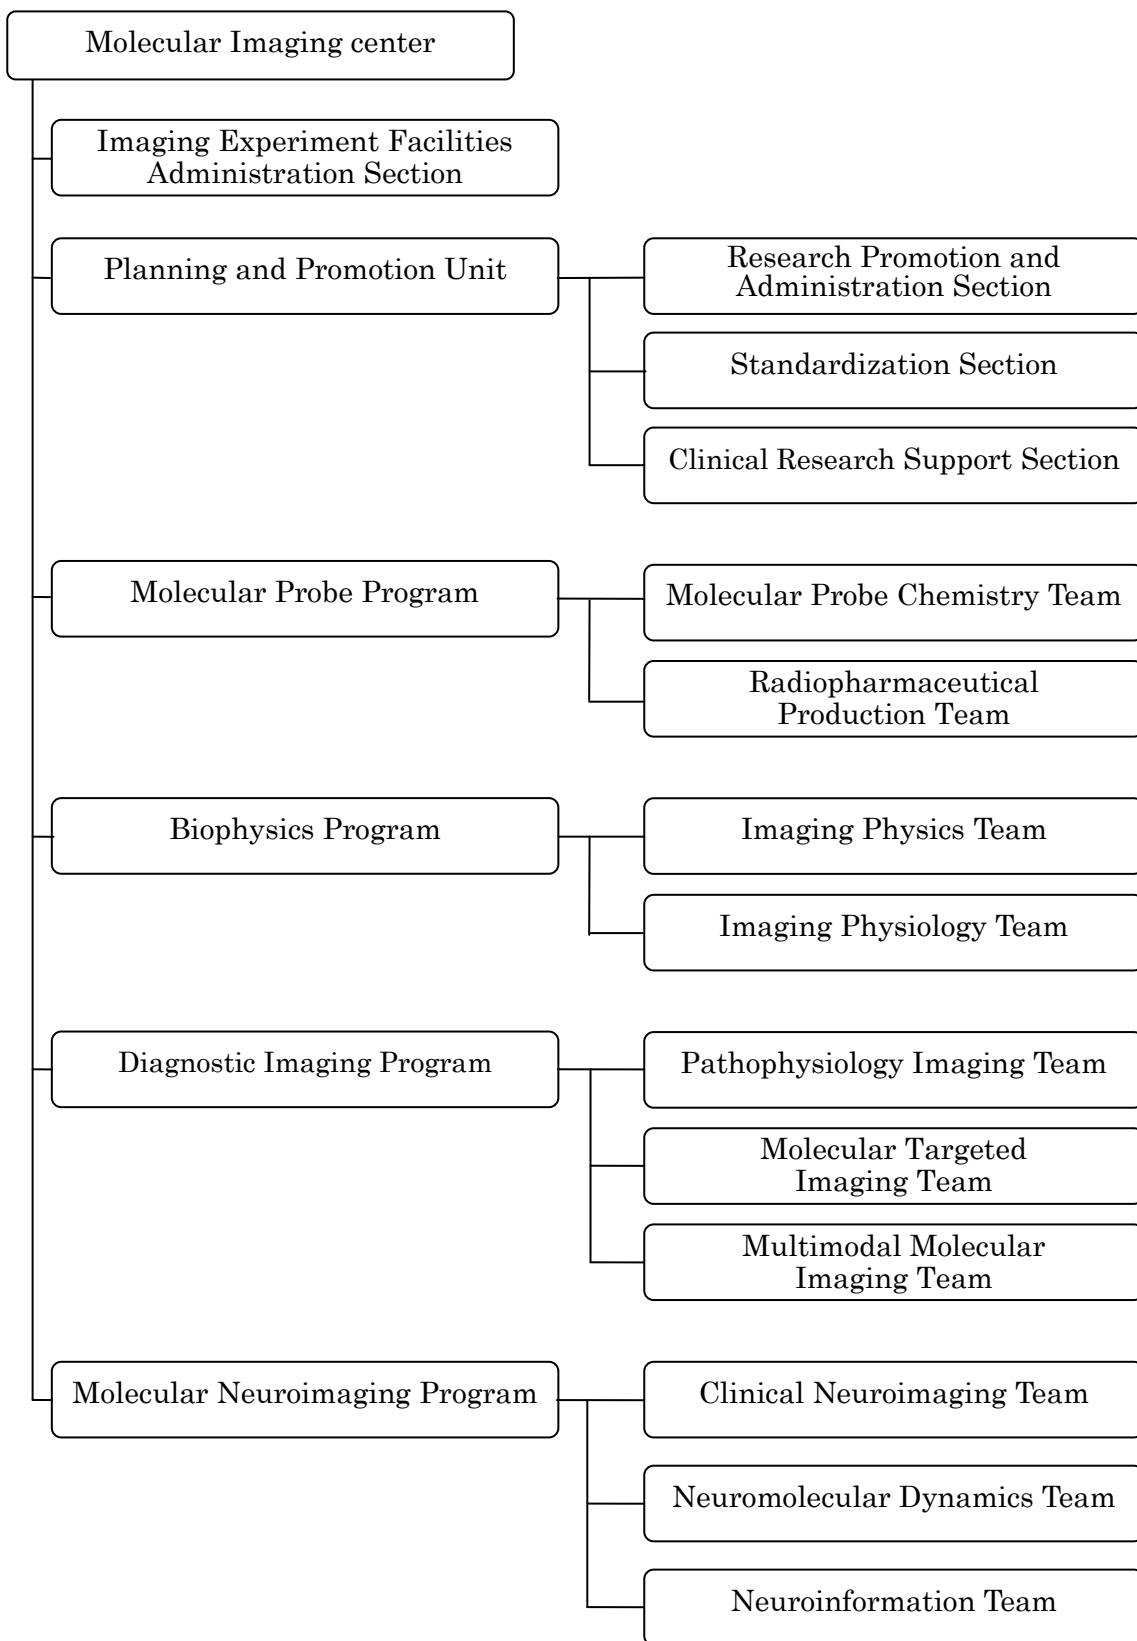 Molecular Imaging center
Imaging Experiment Facilities
Administration Section
Planning and Promotion Unit
Research Promotion and
Administration Section
Standardization Section
Clinical Research Support Section
Molecular Probe Program
Molecular Probe Chemistry Team
Radiopharmaceutical
Production Team
Biophysics Program
Imaging Physics Team
Imaging Physiology Team
Diagnostic Imaging Program
Pathophysiology Imaging Team
Molecular Targeted
Imaging Team
Multimodal Molecular
Imaging Team
Molecular Neuroimaging Program
Clinical Neuroimaging Team
Neuromolecular Dynamics Team
Neuroinformation Team